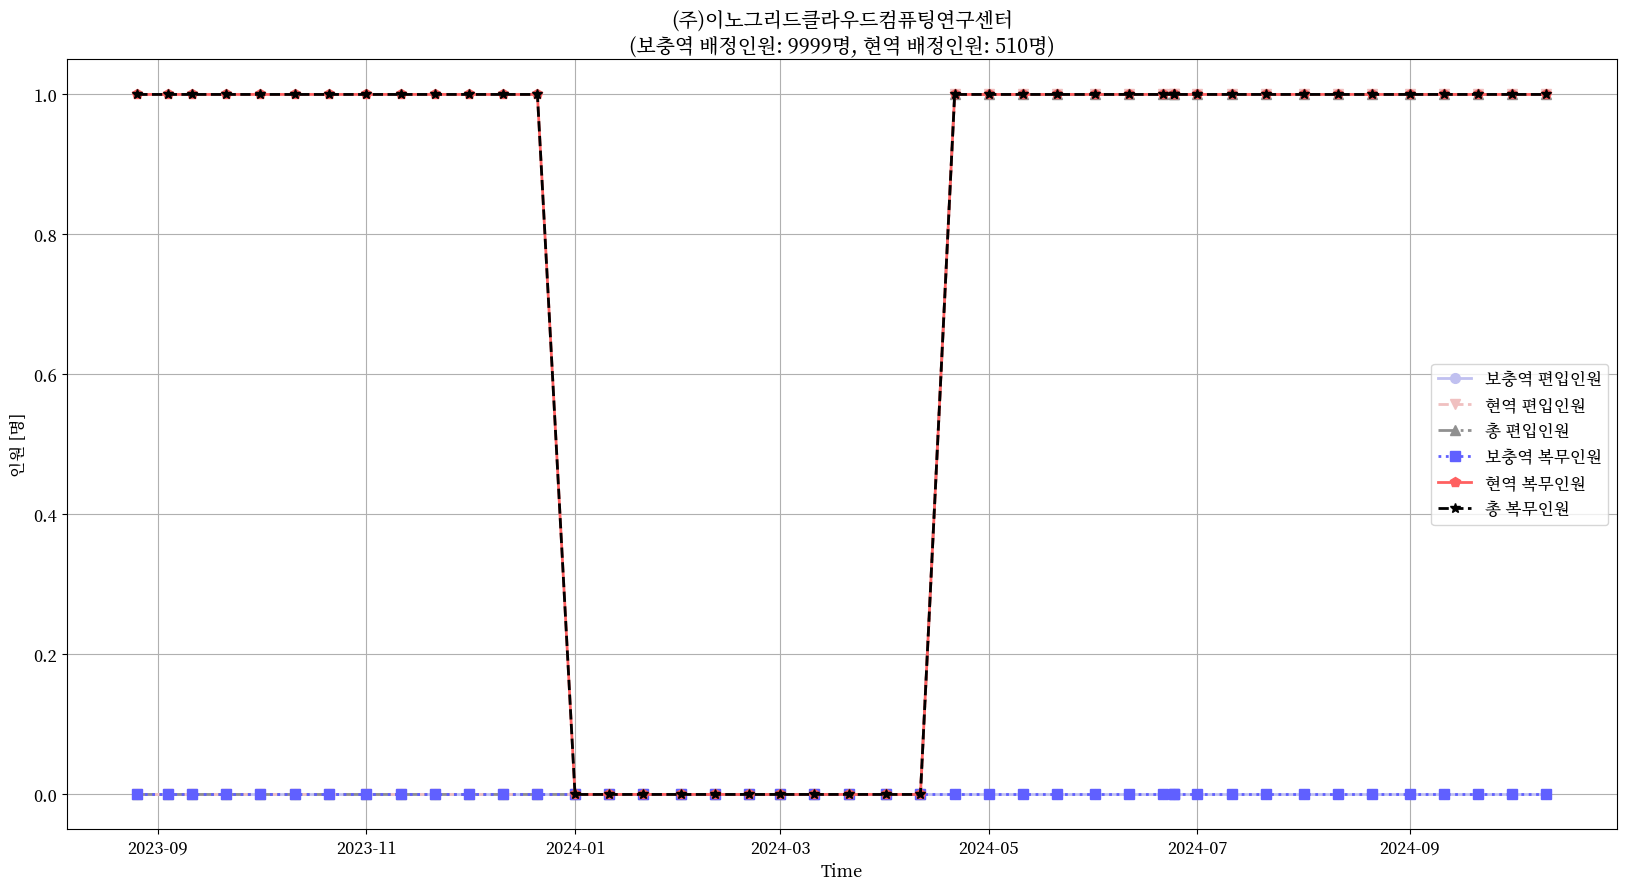 (주)이노그리드클라우드컴퓨팅연구센터
(보충역 배정인원: 9999명, 현역 배정인원: 510명)
1.0
0.8
0.6
0.4
0.2
0.0
인원 [명]
보충역 편입인원
현역 편입인원
총 편입인원
보충역 복무인원
현역 복무인원
총 복무인원
2023-09
2023-11
2024-01
2024-03
2024-05
2024-07
2024-09
Time